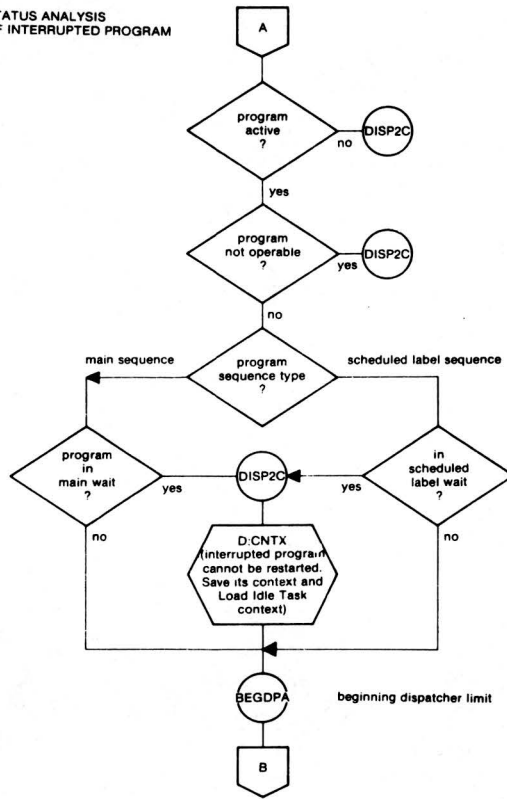 TATUS ANALYSIS
F INTERRUPTED PROGRAM
A
program
active
?
no
DISP2C
yes
program
not operable
?
yes
DISP2C
no
main sequence
program
sequence type
?
scheduled label sequence
program
in
main wait
?
yes
DISP2C
yes
in
scheduled
label wait
?
no
D:CNTX
(interrupted program
cannot be restarted.
Save its context and
Load Idle Task
context)
no
BEGDPA
beginning dispatcher limit
B